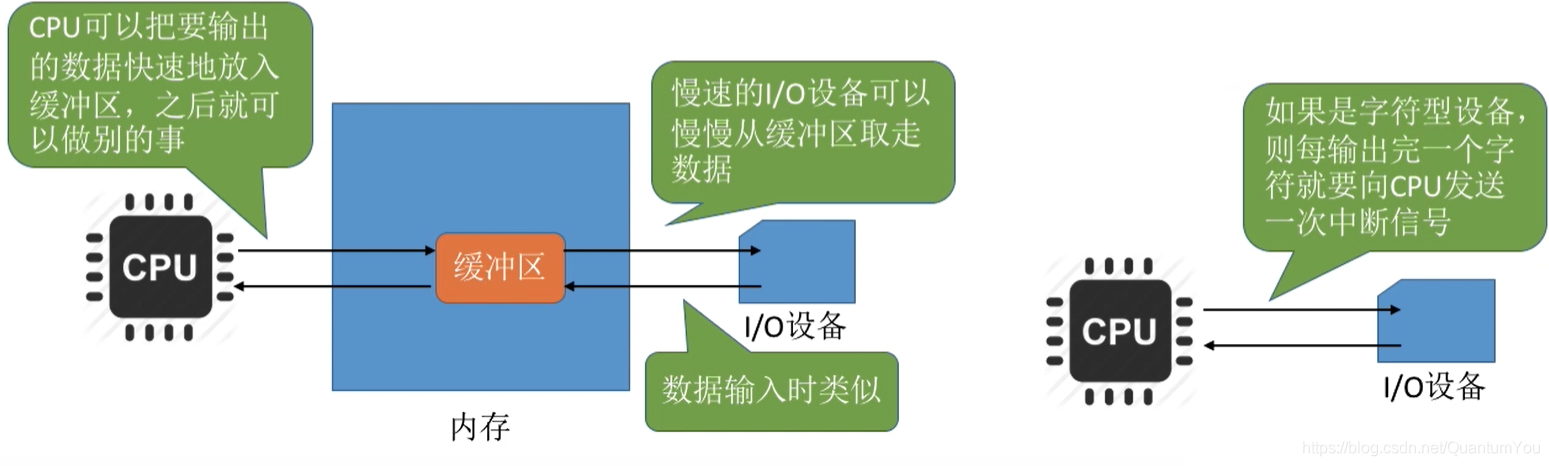 CPU可以把要输出
的数据快速地放入
缓冲区，之后就可
以做别的事
慢速的I/O设备可以
慢慢从缓冲区取走
数据
CPU
缓冲区
I/O设备
数据输入时类似
内存
如果是字符型设备，
则每输出完一个字
符就要向CPU发送
一次中断信号
CPU
I/O设备
https://blog.csdn.net/QuantumYou